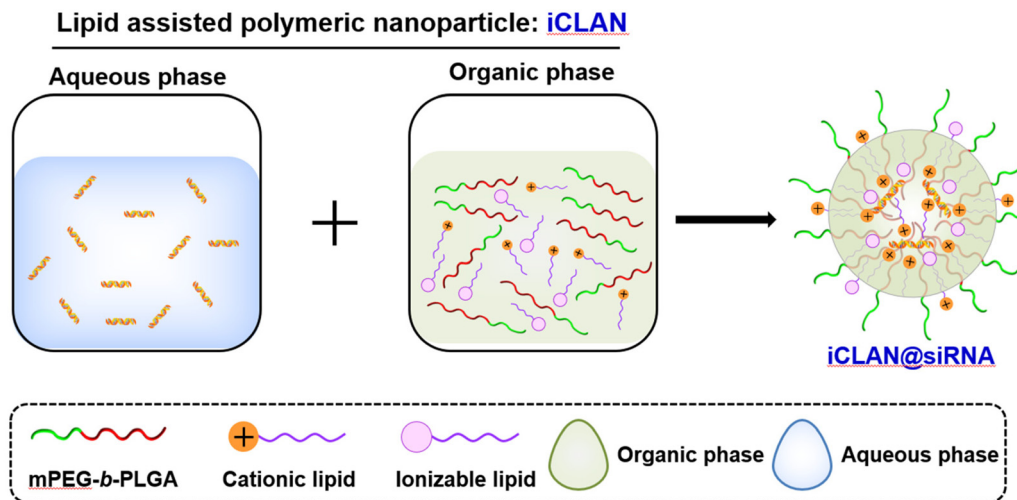 Lipid assisted polymeric nanoparticle: iCLAN
Aqueous phase
Organic phase
iCLAN@siRNA
mPEG-b-PLGA
Cationic lipid
Ionizable lipid
Organic phase
Aqueous phase